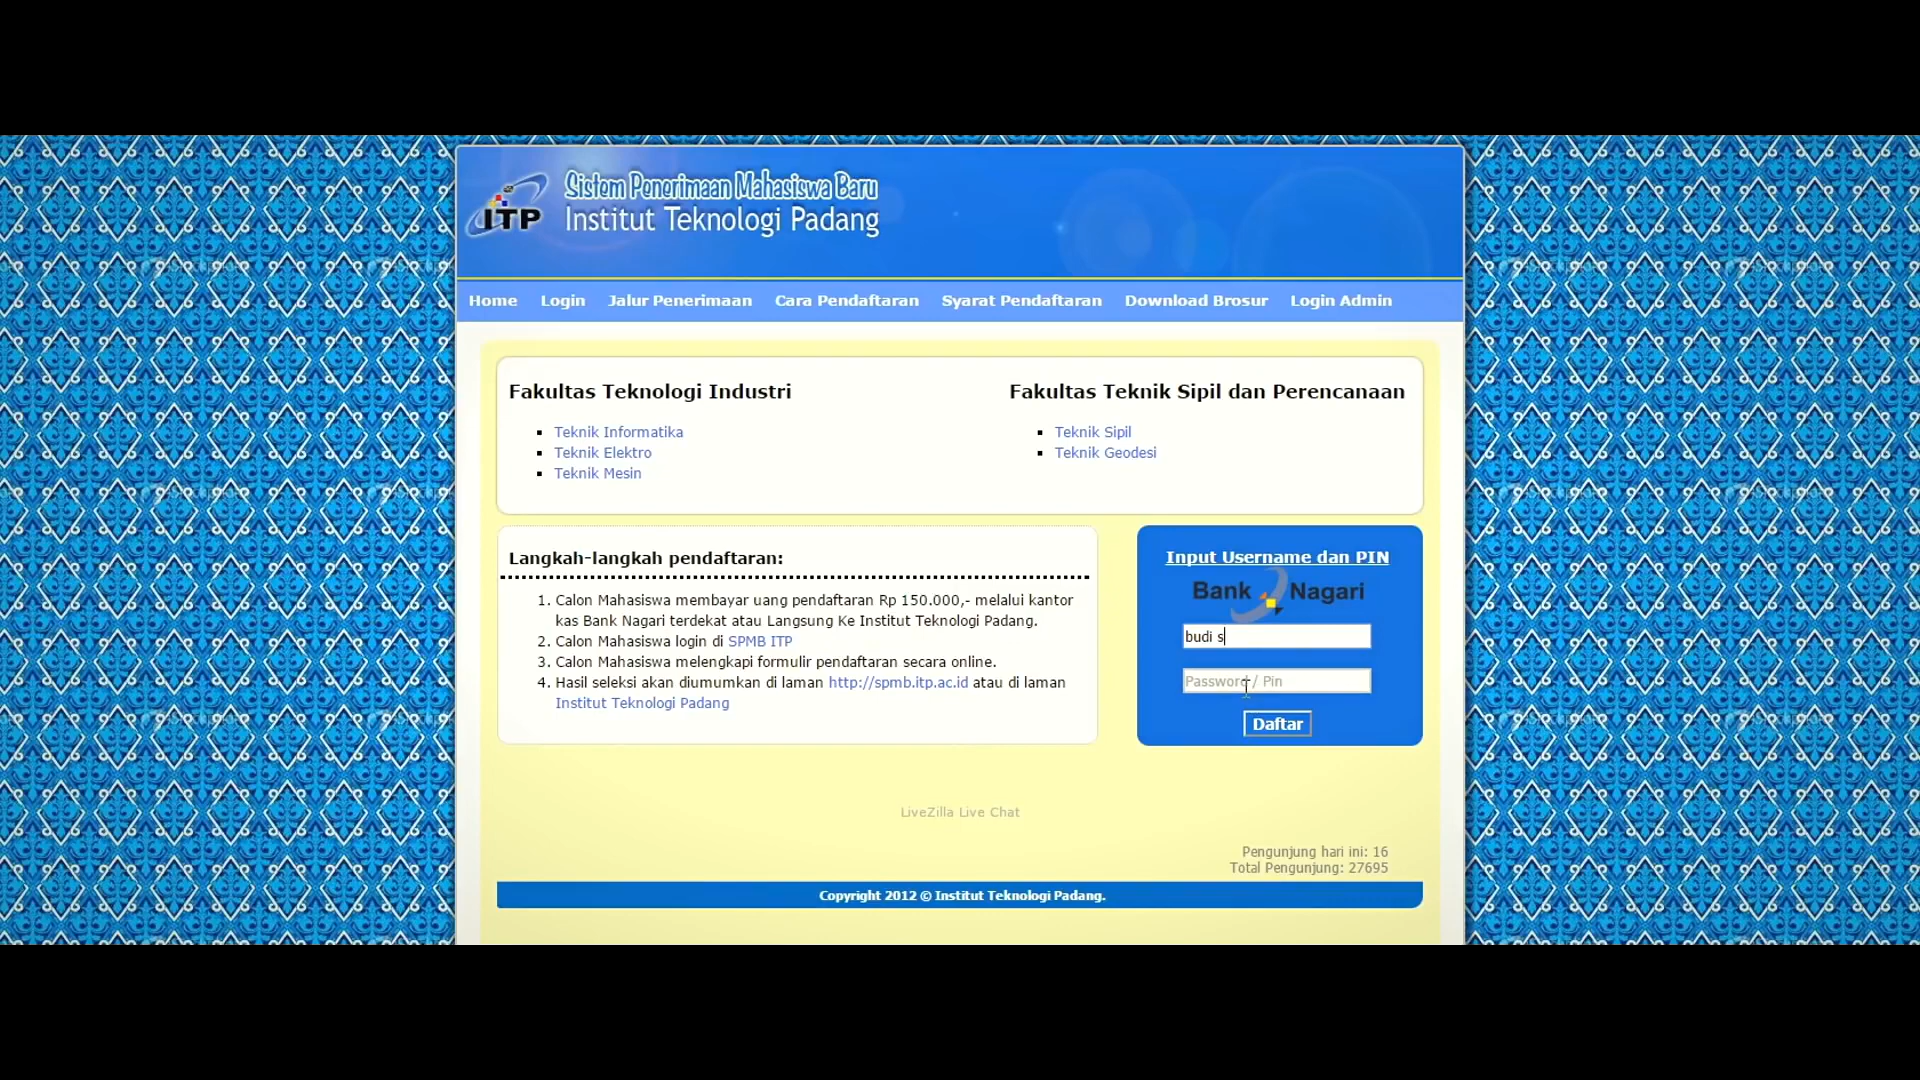 Sistem Penerimaan Mahasiswa Baru
ITP
Institut Teknologi Padang
Home Login Jalur Penerimaan Cara Pendaftaran Syarat Pendaftaran Download Brosur Login Admin
Fakultas Teknologi Industri
Teknik Informatika
Teknik Elektro
Teknik Mesin
Fakultas Teknik Sipil dan Perencanaan
Teknik Sipil
Teknik Geodesi
Langkah-langkah pendaftaran:
1. Calon Mahasiswa membayar uang pendaftaran Rp 150.000,- melalui kantor
kas Bank Nagari terdekat atau Langsung Ke Institut Teknologi Padang.
2. Calon Mahasiswa login di SPMB ITP
3. Calon Mahasiswa melengkapi formulir pendaftaran secara online.
4. Hasil seleksi akan diumumkan di laman http://spmb.itp.ac.id atau di laman
Institut Teknologi Padang
Input Username dan PIN
Bank Nagari
budi s
Password / Pin
Daftar
LiveZilla Live Chat
Pengunjung hari ini: 16
Total Pengunjung: 27695
Copyright 2012 © Institut Teknologi Padang.